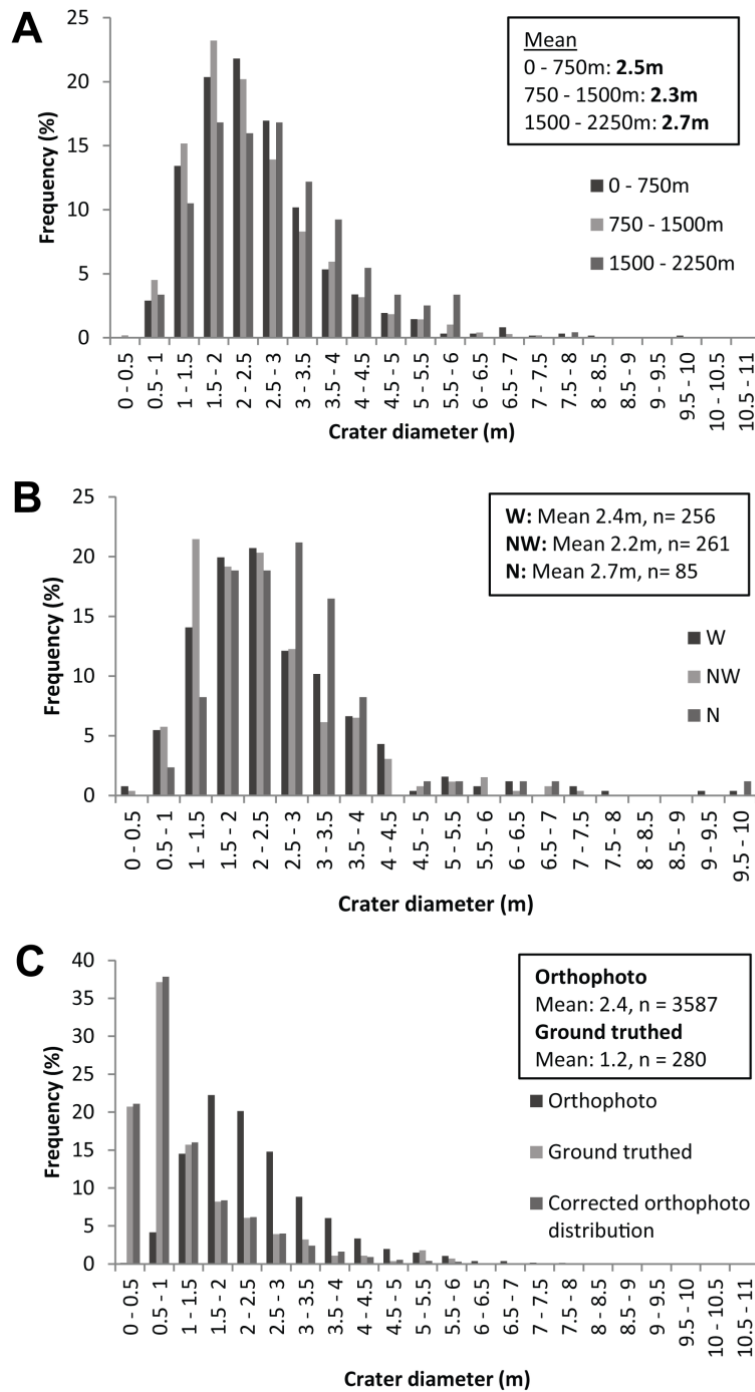 A
Frequency (%)
25
20
15
10
5
0
0 - 0.5
0.5 - 1
1 - 1.5
1.5 - 2
2 - 2.5
2.5 - 3
3 - 3.5
3.5 - 4
4 - 4.5
4.5 - 5
5 - 5.5
5.5 - 6
6 - 6.5
6.5 - 7
7 - 7.5
7.5 - 8
8 - 8.5
8.5 - 9
9 - 9.5
9.5 - 10
10 - 10.5
10.5 - 11
Crater diameter (m)
Mean
0 - 750m: 2.5m
750 - 1500m: 2.3m
1500 - 2250m: 2.7m
0 - 750m
750 - 1500m
1500 - 2250m
B
Frequency (%)
25
20
15
10
5
0
0 - 0.5
0.5 - 1
1 - 1.5
1.5 - 2
2 - 2.5
2.5 - 3
3 - 3.5
3.5 - 4
4 - 4.5
4.5 - 5
5 - 5.5
5.5 - 6
6 - 6.5
6.5 - 7
7 - 7.5
7.5 - 8
8 - 8.5
8.5 - 9
9 - 9.5
9.5 - 10
Crater diameter (m)
W: Mean 2.4m, n= 256
NW: Mean 2.2m, n= 261
N: Mean 2.7m, n= 85
W
NW
N
C
Frequency (%)
40
35
30
25
20
15
10
5
0
0 - 0.5
0.5 - 1
1 - 1.5
1.5 - 2
2 - 2.5
2.5 - 3
3 - 3.5
3.5 - 4
4 - 4.5
4.5 - 5
5 - 5.5
5.5 - 6
6 - 6.5
6.5 - 7
7 - 7.5
7.5 - 8
8 - 8.5
8.5 - 9
9 - 9.5
9.5 - 10
10 - 10.5
10.5 - 11
Crater diameter (m)
Orthophoto
Mean: 2.4, n = 3587
Ground truthed
Mean: 1.2, n = 280
Orthophoto
Ground truthed
Corrected orthophoto
distribution